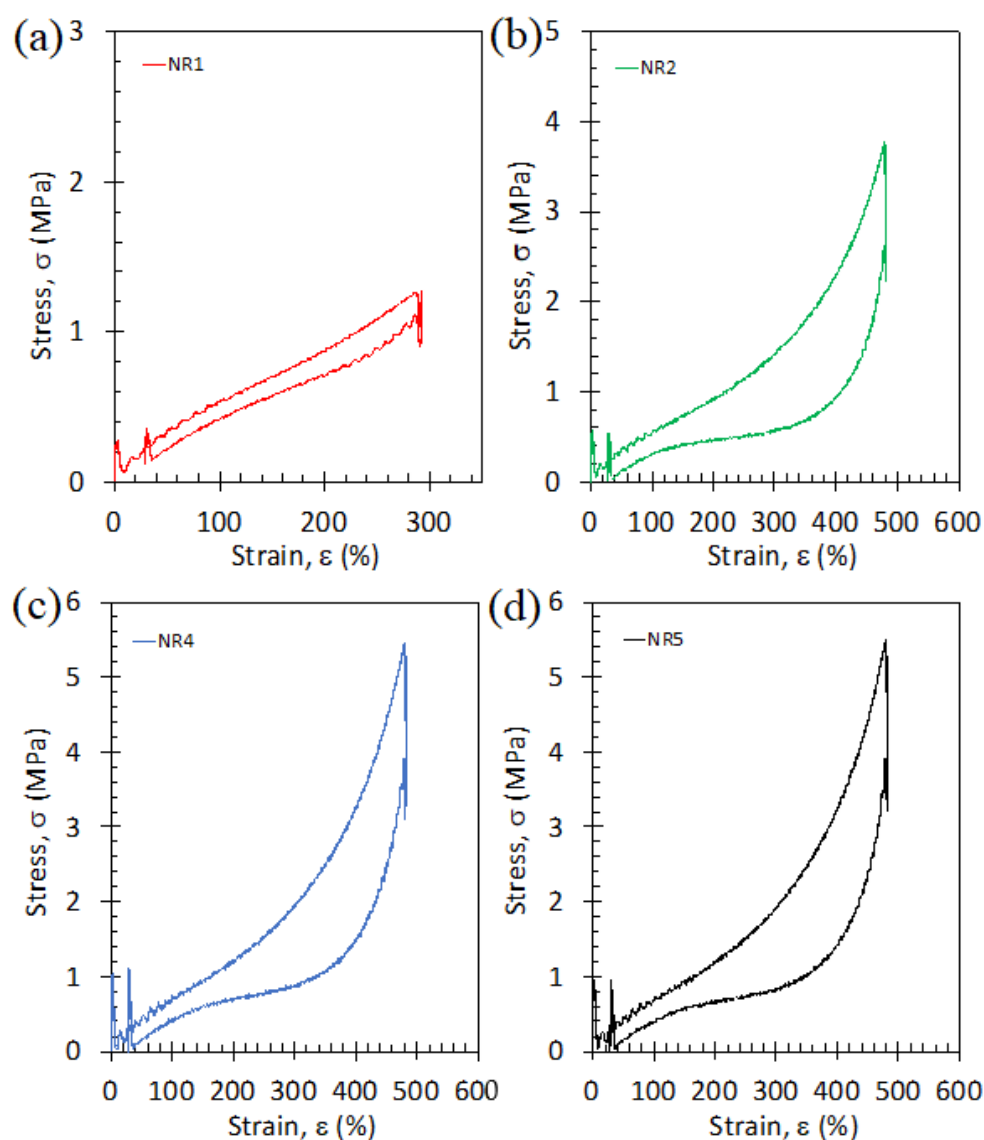 (a)
NR1
Stress, σ (MPa)
3
2
1
0
0 100 200 300
Strain, ε (%)
(b)
NR2
Stress, σ (MPa)
5
4
3
2
1
0
0 100 200 300 400 500 600
Strain, ε (%)
(c)
NR4
Stress, σ (MPa)
6
5
4
3
2
1
0
0 100 200 300 400 500 600
Strain, ε (%)
(d)
NR5
Stress, σ (MPa)
6
5
4
3
2
1
0
0 100 200 300 400 500 600
Strain, ε (%)